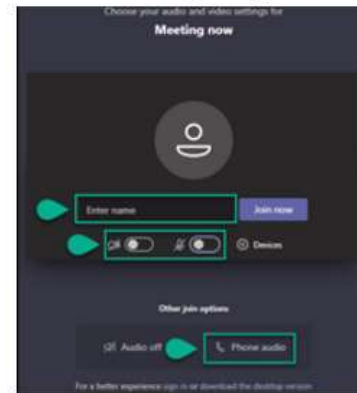 Choose your audio and video settings for
Meeting now
Enter name
Join now
Devices
Other join options
Audio off
Phone audio
For a better experience sign in or download the desktop version